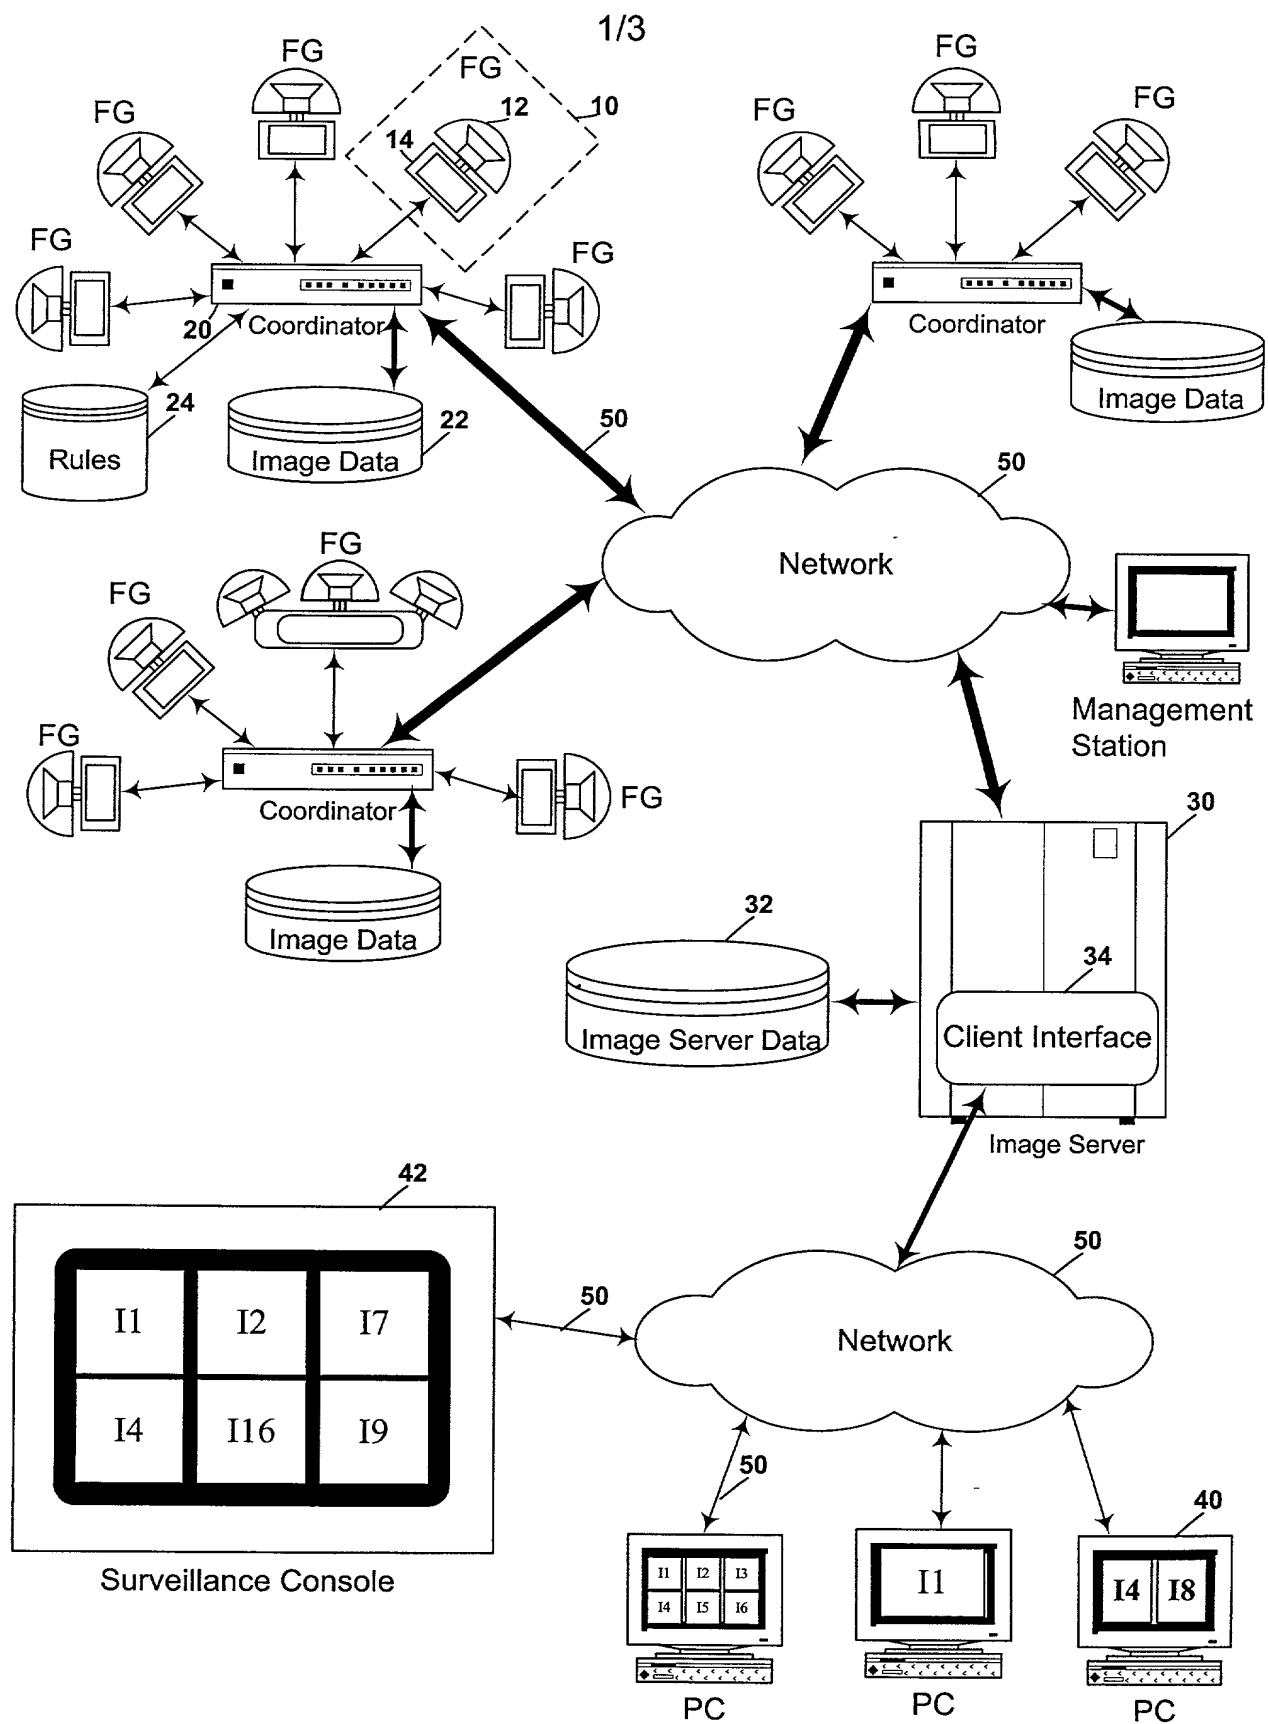 1/3
FG
FG
FG
10
12
14
FG
FG
20
Coordinator
24
Rules
22
Image Data
50
FG
FG
FG
Coordinator
Image Data
50
Network
Management
Station
FG
FG
FG
FG
Coordinator
Image Data
30
32
Image Server Data
34
Client Interface
Image Server
42
I1 I2 I7
I4 I16 I9
Surveillance Console
50
50
Network
50
I1 I2 I3
I4 I5 I6
PC
I1
PC
40
I4 I8
PC